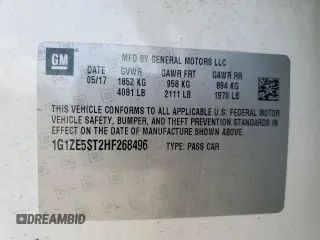 GM
MFD BY GENERAL MOTORS LLC
DATE GVWR GAWR FRT GAWR RR
05/17 1852 KG 958 KG 894 KG
4081 LB 2111 LB 1970 LB
THIS VEHICLE CONFORMS TO ALL APPLICABLE U.S. FEDERAL MOTOR
VEHICLE SAFETY, BUMPER, AND THEFT PREVENTION STANDARDS IN
EFFECT ON THE DATE OF MANUFACTURE SHOWN ABOVE.
1G1ZE5ST2HF268496 TYPE: PASS CAR